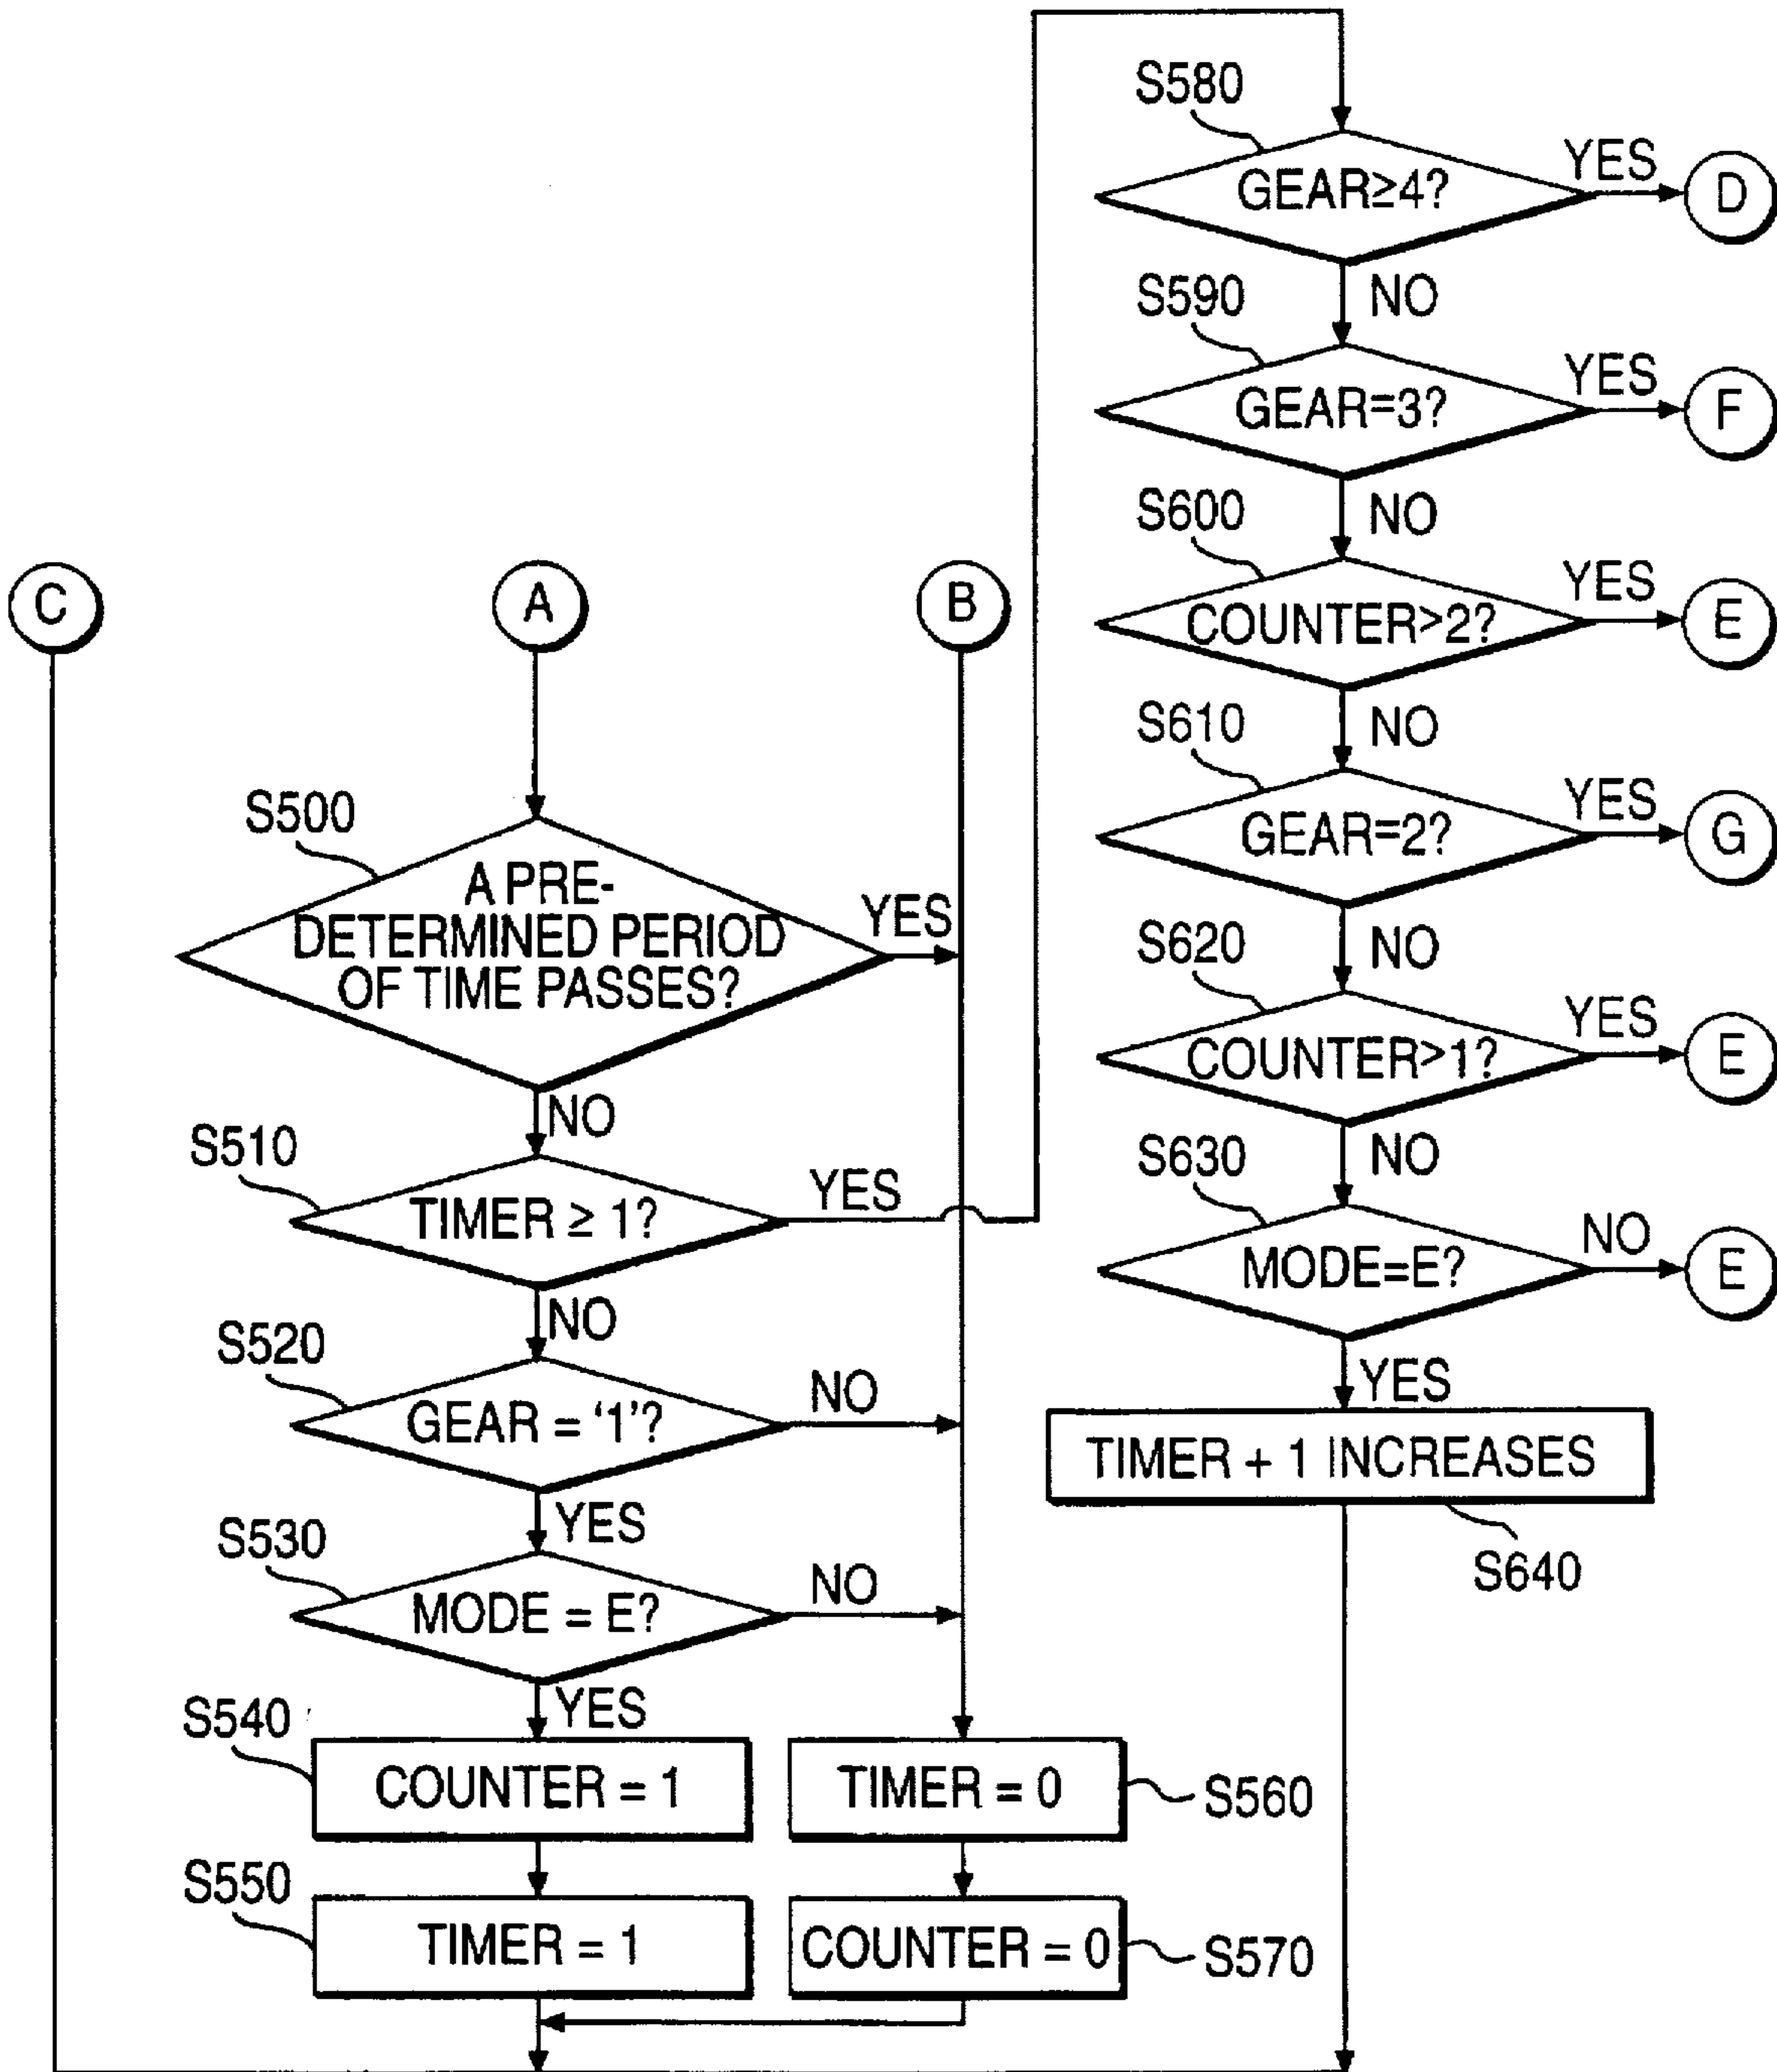 C
A
B
S500
A PRE-
DETERMINED PERIOD
OF TIME PASSES?
YES
NO
S510
TIMER ≥ 1?
YES
NO
S520
GEAR = ‘1’?
NO
YES
S530
MODE = E?
NO
YES
S540
COUNTER = 1
S550
TIMER = 1
TIMER = 0
S560
COUNTER = 0
S570
S580
GEAR≥4?
YES
D
NO
S590
GEAR=3?
YES
F
NO
S600
COUNTER>2?
YES
E
NO
S610
GEAR=2?
YES
G
NO
S620
COUNTER>1?
YES
E
NO
S630
MODE=E?
NO
E
YES
TIMER + 1 INCREASES
S640